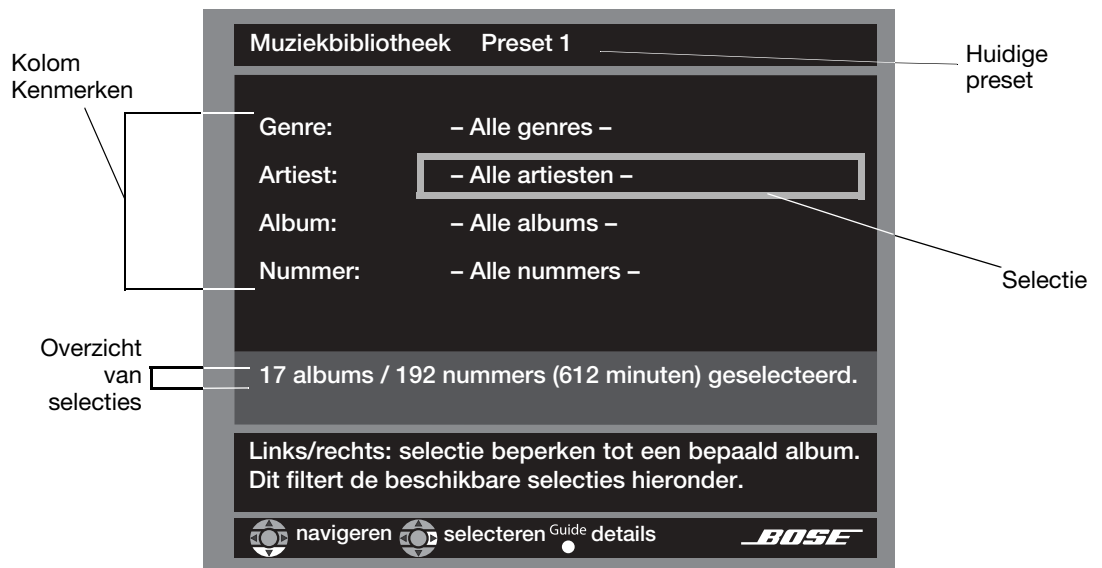 Muziekbibliotheek Preset 1
Huidige
preset
Kolom
Kenmerken
Genre: – Alle genres –
Artiest: – Alle artiesten –
Album: – Alle albums –
Nummer: – Alle nummers –
Selectie
Overzicht
van
selecties
17 albums / 192 nummers (612 minuten) geselecteerd.
Links/rechts: selectie beperken tot een bepaald album.
Dit filtert de beschikbare selecties hieronder.
navigeren selecteren Guide details BOSE